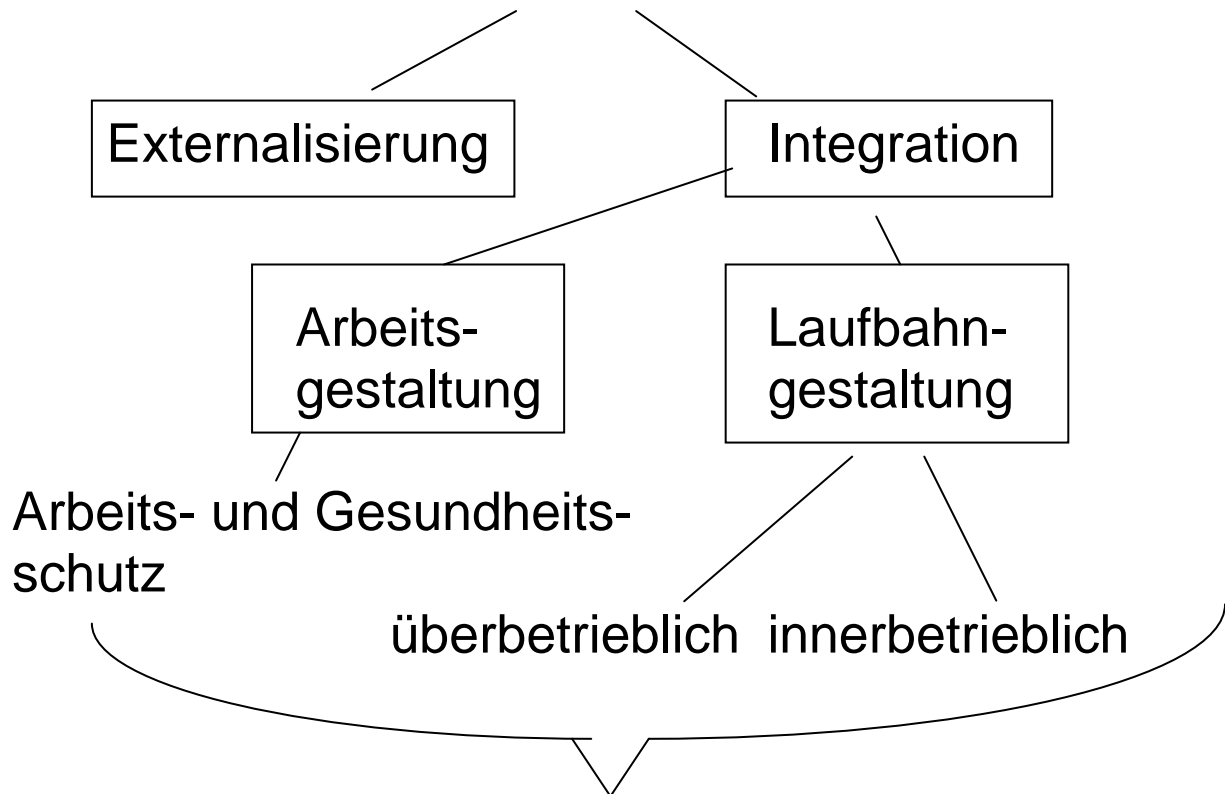 Externalisierung
Integration
Arbeits-
gestaltung
Laufbahn-
gestaltung
Arbeits- und Gesundheits-
schutz
überbetrieblich innerbetrieblich